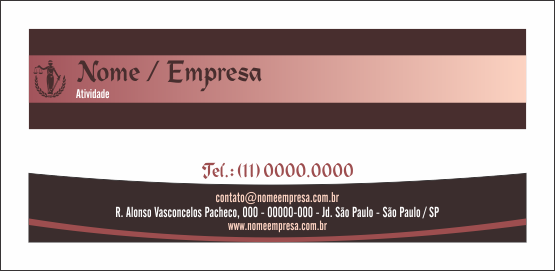 Nome / Empresa
Atividade
Tel.: (11) 0000.0000
contato@nomeempresa.com.br
R. Alonso Vasconcelos Pacheco, 000 - 00000-000 - Jd. São Paulo - São Paulo / SP
www.nomeempresa.com.br